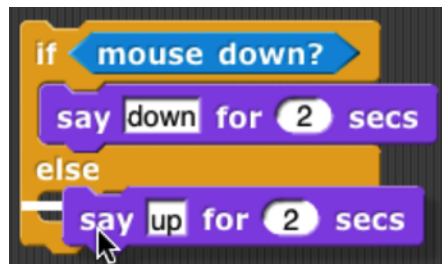 if mouse down?
say down for 2 secs
else
say up for 2 secs